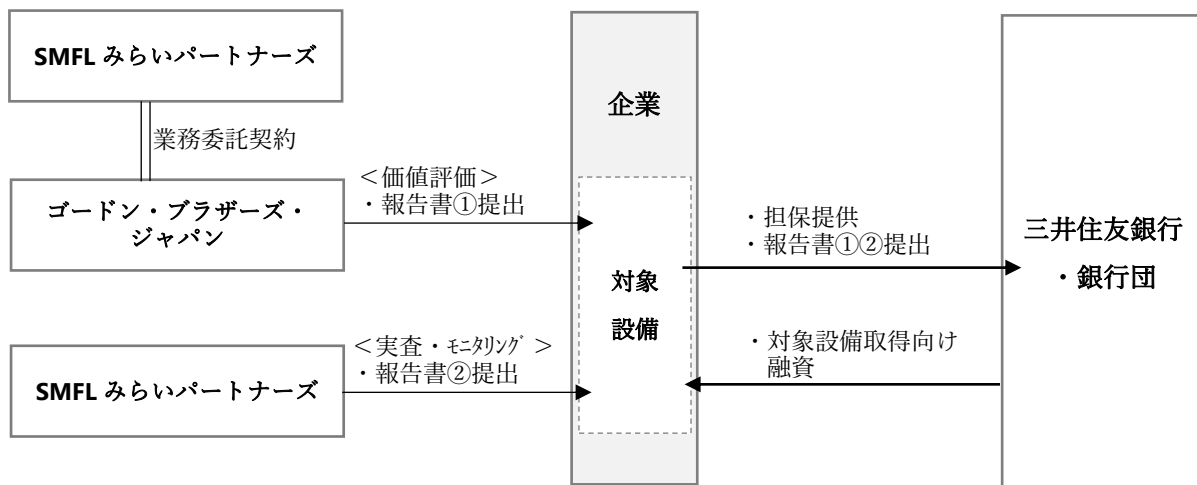 SMFL みらいパートナーズ
業務委託契約
ゴードン・ブラザーズ・
ジャパン
＜価値評価＞
・報告書①提出
SMFL みらいパートナーズ
＜実査・ﾓﾆﾀﾘﾝｸﾞ＞
・報告書②提出
企業
対象
設備
・担保提供
・報告書①②提出
・対象設備取得向け
融資
三井住友銀行
・銀行団